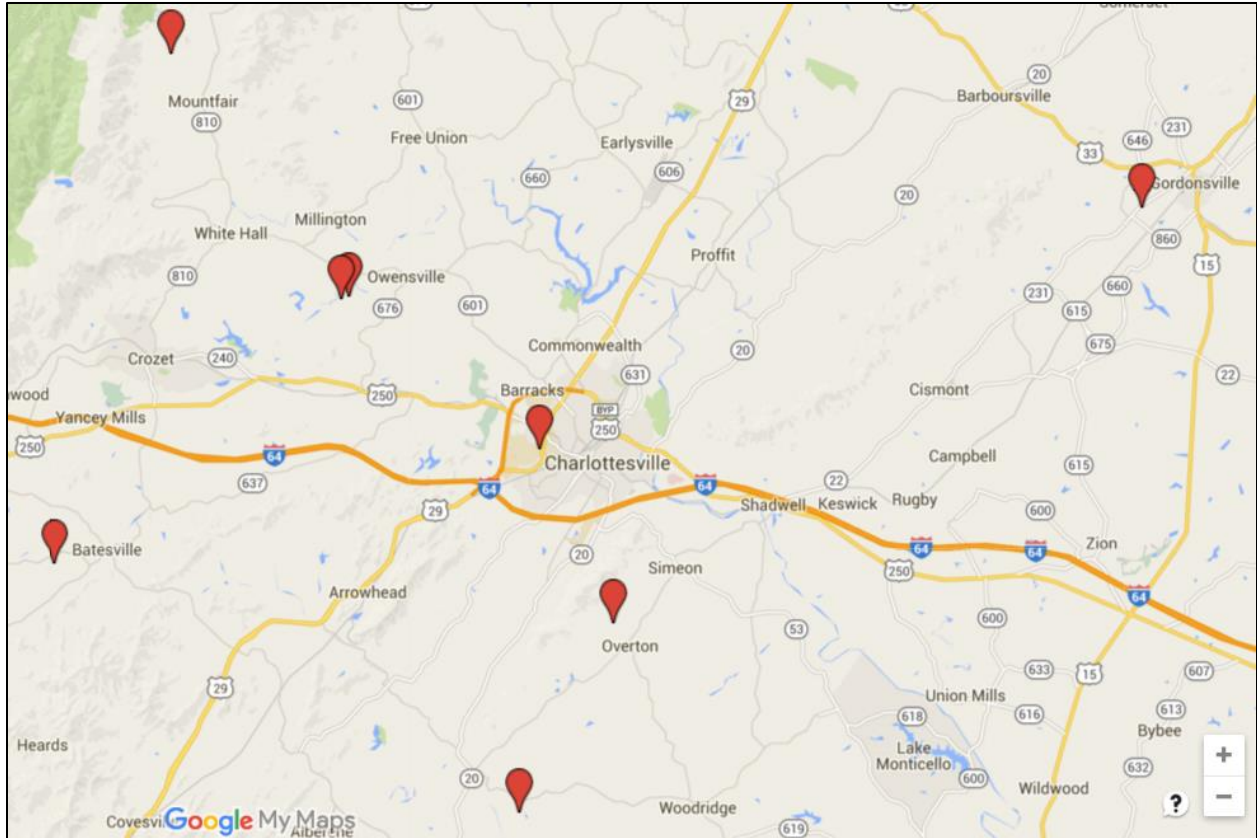 Somerset
20
29
Mountfair
601
Barboursville
810
Free Union
Earlysville
646
231
33
660
606
Gordonsville
20
Millington
White Hall
860
Proffit
15
810
Owensville
676
601
231
660
615
Commonwealth
20
675
Crozet
240
631
22
250
Barracks
Cismont
nwood
Yancey Mills
BYP
250
250
64
Charlottesville
Campbell
637
64
64
22
615
29
Shadwell
Keswick
Rugby
600
Batesville
20
64
64
Zion
Simeon
250
Arrowhead
64
600
53
Overton
633
607
29
15
Union Mills
618
616
613
Bybee
Heards
Lake
Monticello
600
632
20
Wildwood
+
−
Woodridge
?
Covesvi
Google My Maps
619
Alberene